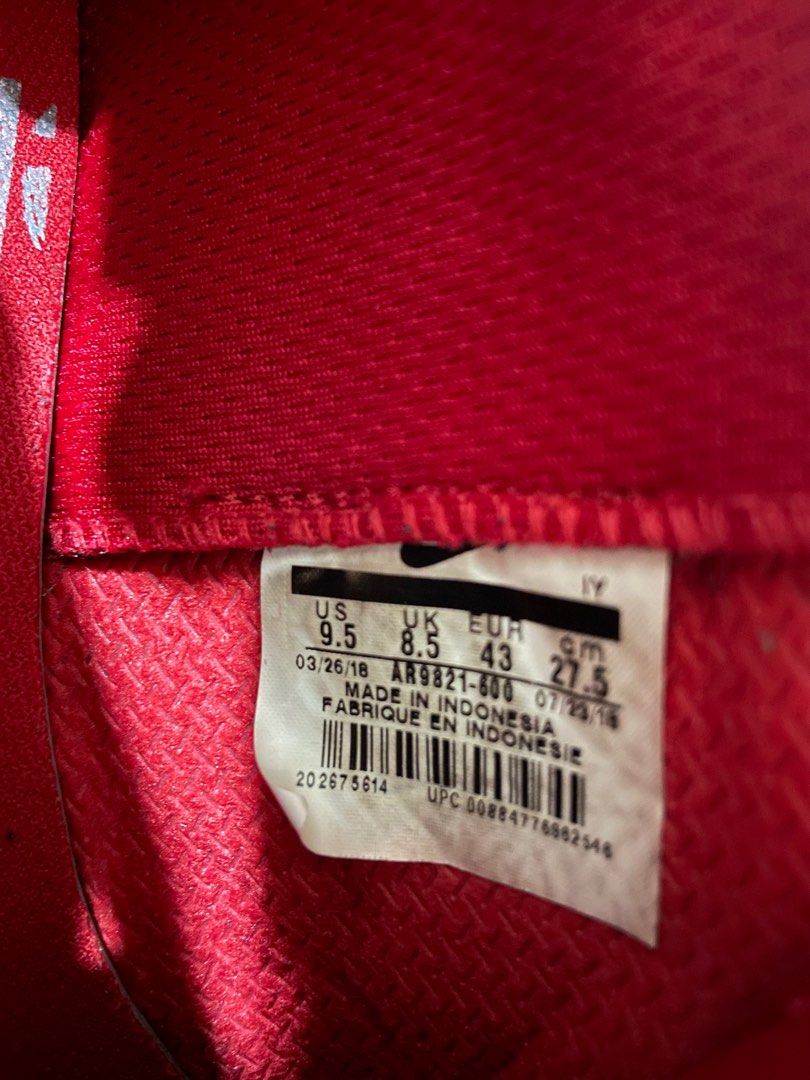 IY
US UK EUR cm
9.5 8.5 43 27.5
03/26/18 AR9821-600 07/23/18
MADE IN INDONESIA
FABRIQUE EN INDONESIE
202675614 UPC 00884776862546